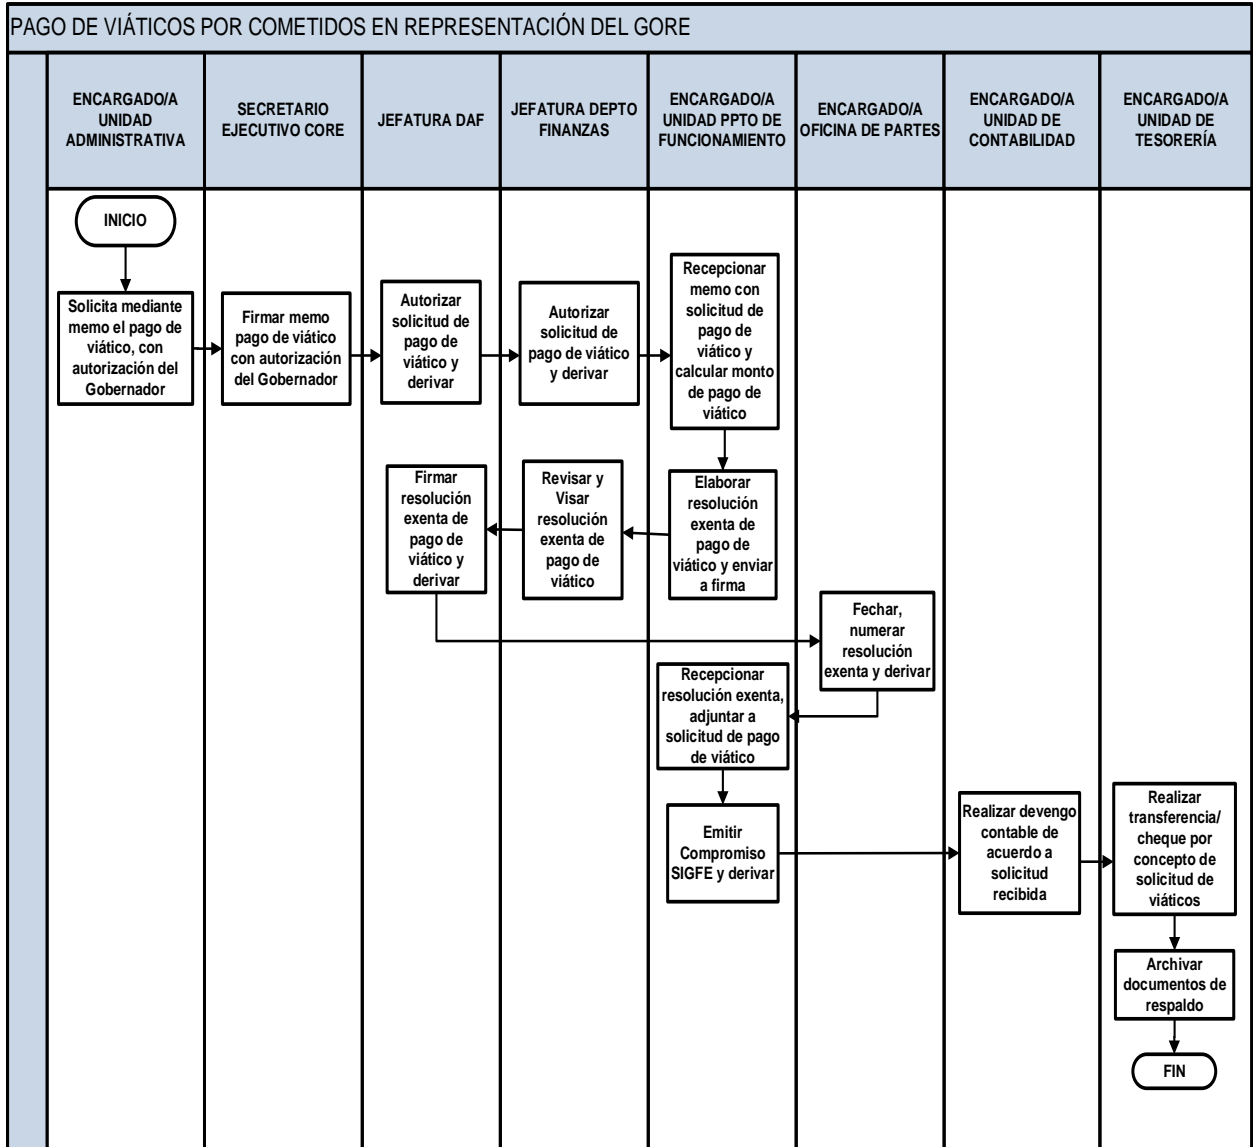 PAGO DE VIÁTICOS POR COMETIDOS EN REPRESENTACIÓN DEL GORE
ENCARGADO/A
UNIDAD
ADMINISTRATIVA
SECRETARIO
EJECUTIVO CORE
JEFATURA DAF
JEFATURA DEPTO
FINANZAS
ENCARGADO/A
UNIDAD PPTO DE
FUNCIONAMIENTO
ENCARGADO/A
OFICINA DE PARTES
ENCARGADO/A
UNIDAD DE
CONTABILIDAD
ENCARGADO/A
UNIDAD DE
TESORERÍA
INICIO
Solicita mediante
memo el pago de
viático, con
autorización del
Gobernador
Firmar memo
pago de viático
con autorización
del Gobernador
Autorizar
solicitud de
pago de
viático y
derivar
Autorizar
solicitud de
pago de viático
y derivar
Recepcionar
memo con
solicitud de
pago de
viático y
calcular monto
de pago de
viático
Elaborar
resolución
exenta de
pago de
viático y enviar
a firma
Revisar y
Visar
resolución
exenta de
pago de
viático
Firmar
resolución
exenta de
pago de
viático y
derivar
Fechar,
numerar
resolución
exenta y derivar
Recepcionar
resolución exenta,
adjuntar a
solicitud de pago
de viático
Emitir
Compromiso
SIGFE y derivar
Realizar devengo
contable de
acuerdo a
solicitud
recibida
Realizar
transferencia/
cheque por
concepto de
solicitud de
viáticos
Archivar
documentos de
respaldo
FIN